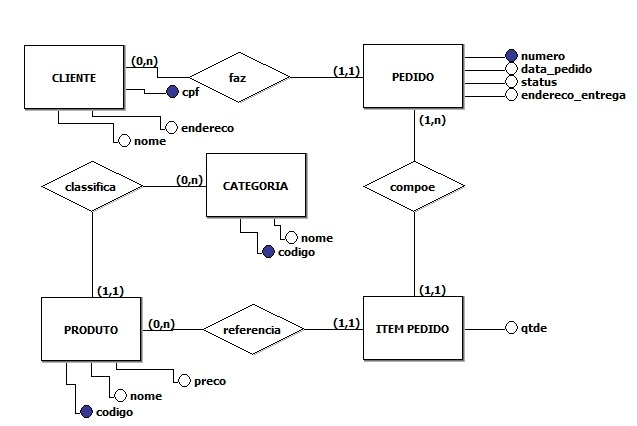 CLIENTE
(0,n)
faz
(1,1)
PEDIDO
numero
data_pedido
status
endereco_entrega
cpf
endereco
nome
(1,n)
classifica
(0,n)
CATEGORIA
compoe
nome
codigo
(1,1)
(1,1)
PRODUTO
(0,n)
referencia
(1,1)
ITEM PEDIDO
qtde
preco
nome
codigo